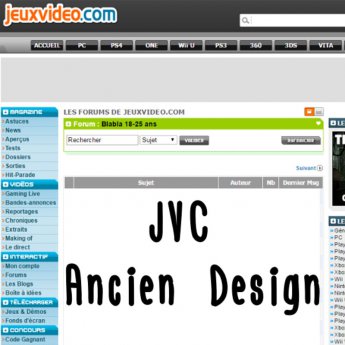 jeuxvideo.com
ACCUEIL PC PS4 ONE Wii U PS3 360 3DS VITA
MAGAZINE
Astuces
News
Aperçus
Tests
Dossiers
Sorties
Hit-Parade
VIDÉOS
Gaming Live
Bandes-annonces
Reportages
Chroniques
Extraits
Making of
Le direct
INTERACTIF
Mon compte
Forums
Les Blogs
Boîte à idées
TÉLÉCHARGER
Jeux & Démos
Fonds d'écran
CONCOURS
Code Gagnant
LES FORUMS DE JEUXVIDEO.COM
Forum : Blabla 18-25 ans
Rechercher Sujet
Suivant
Sujet Auteur Nb Dernier Msg
JVC
Ancien Design
Les